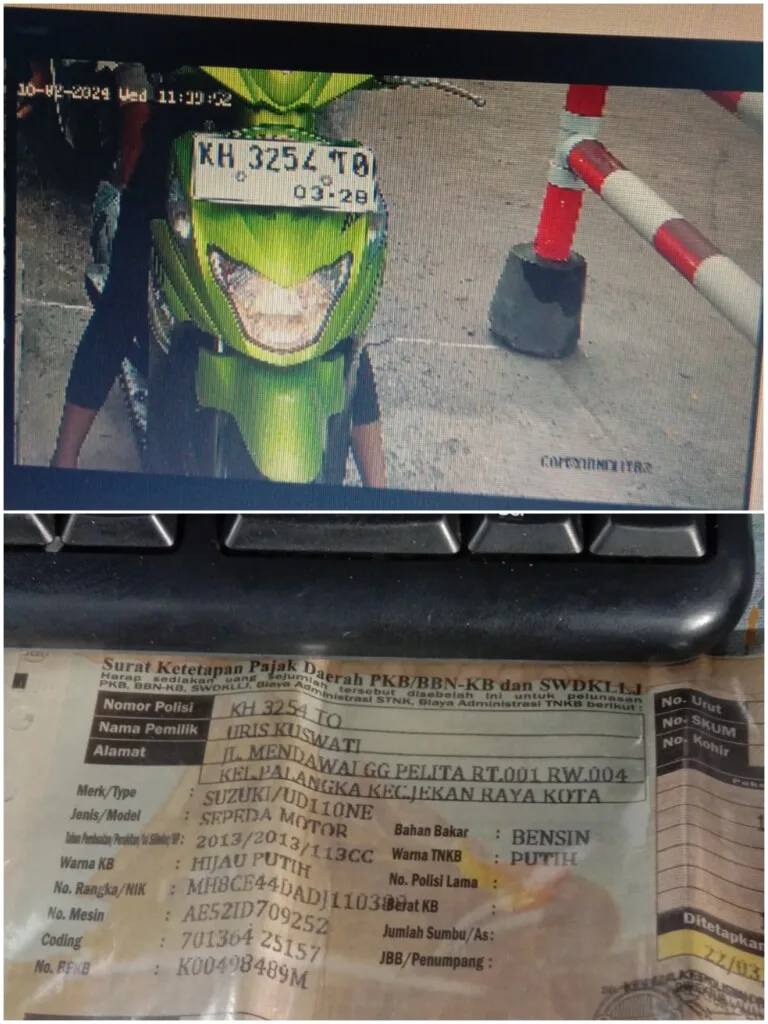 10-02-2024 Wed 11:39:52
KH 3254 TO
03·28
Surat Ketetapan Pajak Daerah PKB/BBN-KB dan SWDKLLJ
Harap sediakan uang sejumlah tersebut disebelah ini untuk pelunasan
PKB, BBN-KB, SWDKLLJ, Biaya Administrasi STNK, Biaya Administrasi TNKB berikut :
Nomor Polisi KH 3254 TO
Nama Pemilik URIS KUSWATI
Alamat JL. MENDAWAI GG PELITA RT.001 RW.004
KEL.PALANGKA KEC.JEKAN RAYA KOTA
Merk/Type : SUZUKI/UD110NE
Jenis/Model : SEPEDA MOTOR
: 2013/2013/113CC
Warna KB : HIJAU PUTIH
No. Rangka/NIK : MH8CE44DADJ110
No. Mesin : AE52ID709252
Coding : 701364 25157
No. BPKB : K00498489M
Bahan Bakar : BENSIN
Warna TNKB : PUTIH
No. Polisi Lama :
Berat KB :
Jumlah Sumbu/As:
JBB/Penumpang :
No. Urut
No. SKUM
No. Kohir
Ditetapkan
22/03